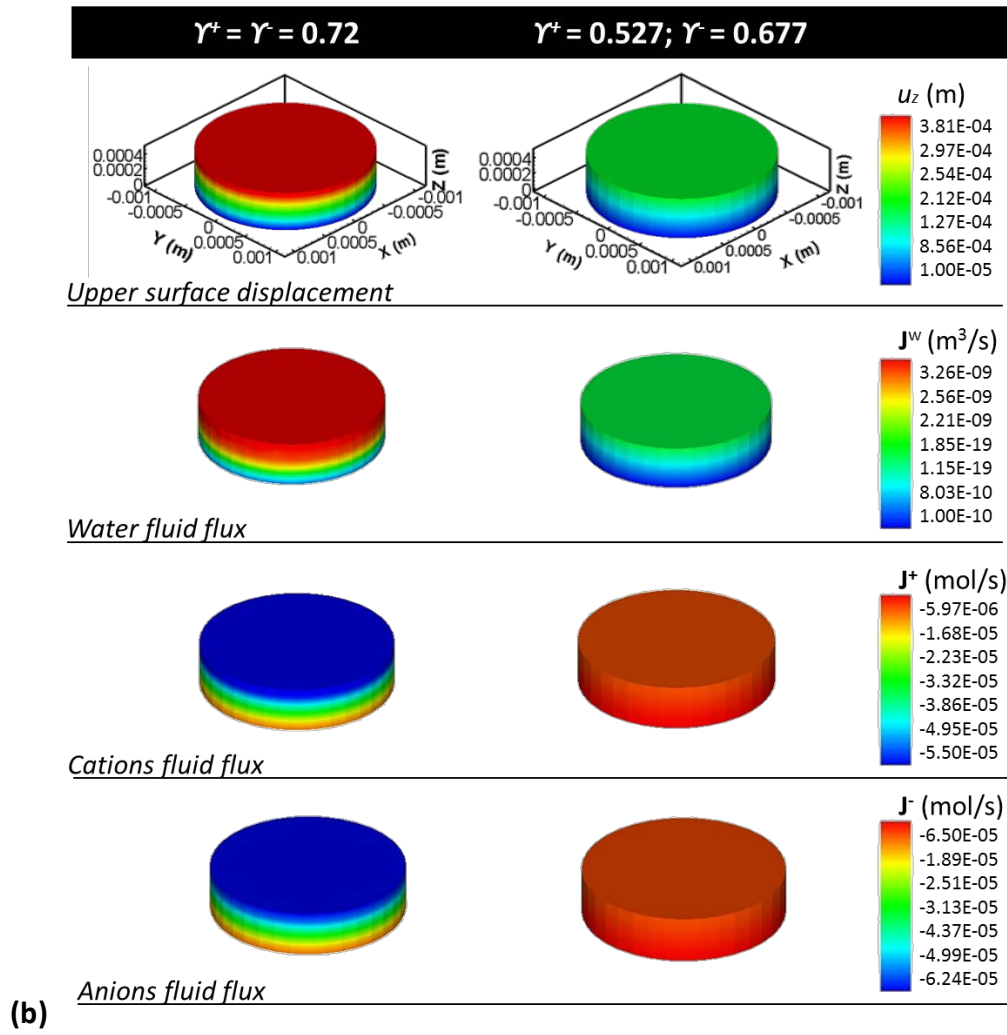 ϒ⁺ = ϒ⁻ = 0.72
ϒ⁺ = 0.527; ϒ⁻ = 0.677
0.0004
0.0002
0
-0.001
-0.0005
0
0.0005
0.001
Y (m)
0.001
0.0005
0
-0.0005
-0.001
X (m)
Z (m)
0.0004
0.0002
0
-0.001
-0.0005
0
0.0005
0.001
Y (m)
0.001
0.0005
0
-0.0005
-0.001
X (m)
Z (m)
u_z (m)
3.81E-04
2.97E-04
2.54E-04
2.12E-04
1.27E-04
8.56E-04
1.00E-05
Upper surface displacement
Jʷ (m³/s)
3.26E-09
2.56E-09
2.21E-09
1.85E-19
1.15E-19
8.03E-10
1.00E-10
Water fluid flux
J⁺ (mol/s)
-5.97E-06
-1.68E-05
-2.23E-05
-3.32E-05
-3.86E-05
-4.95E-05
-5.50E-05
Cations fluid flux
J⁻ (mol/s)
-6.50E-05
-1.89E-05
-2.51E-05
-3.13E-05
-4.37E-05
-4.99E-05
-6.24E-05
Anions fluid flux
(b)